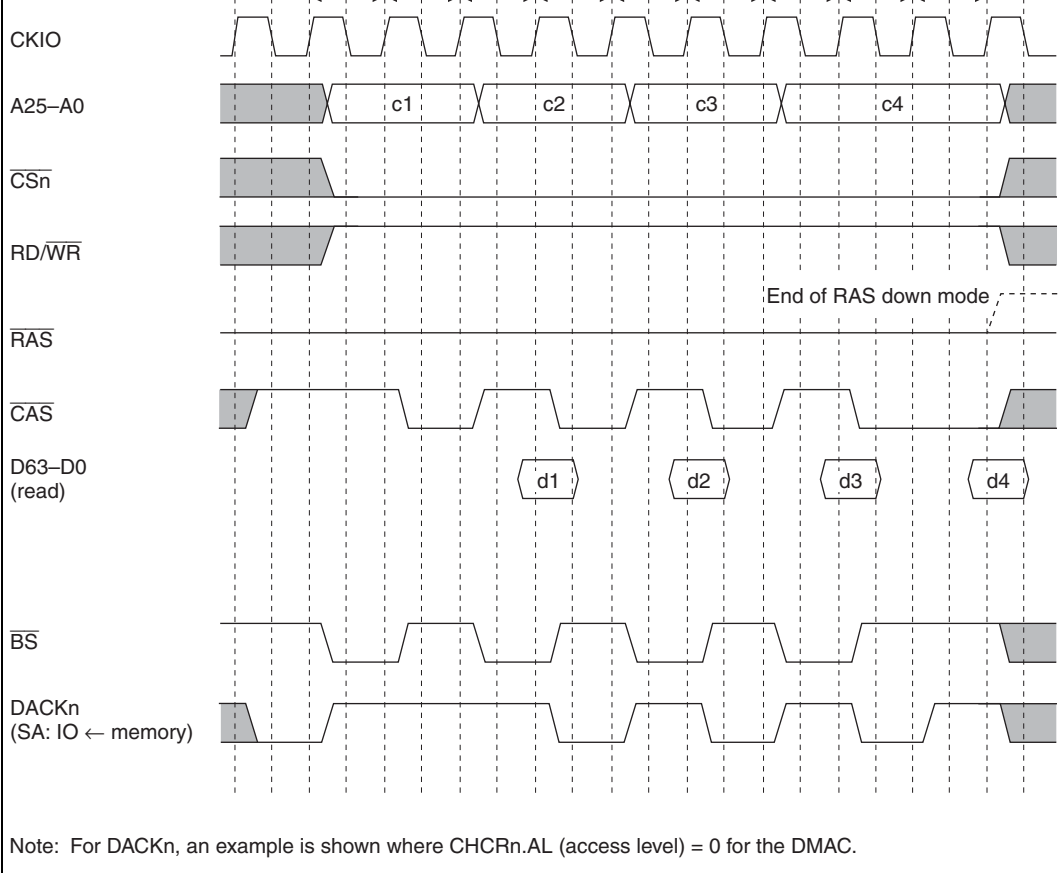 CKIO
A25–A0
c1 c2 c3 c4
CSn
RD/WR
End of RAS down mode
RAS
CAS
D63–D0
(read)
d1 d2 d3 d4
BS
DACKn
(SA: IO ← memory)
Note: For DACKn, an example is shown where CHCRn.AL (access level) = 0 for the DMAC.